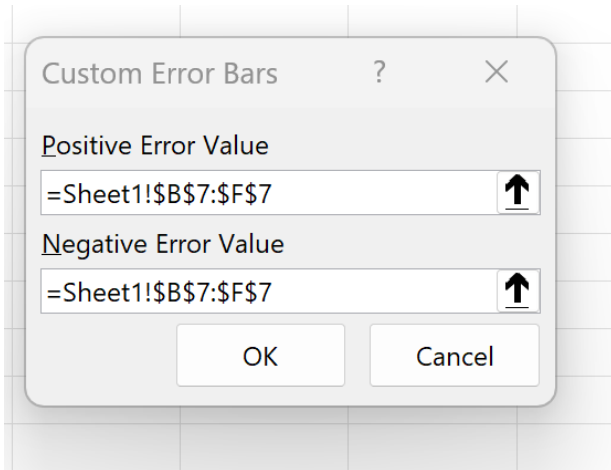 Custom Error Bars ?
Positive Error Value
=Sheet1!$B$7:$F$7
Negative Error Value
=Sheet1!$B$7:$F$7
OK Cancel